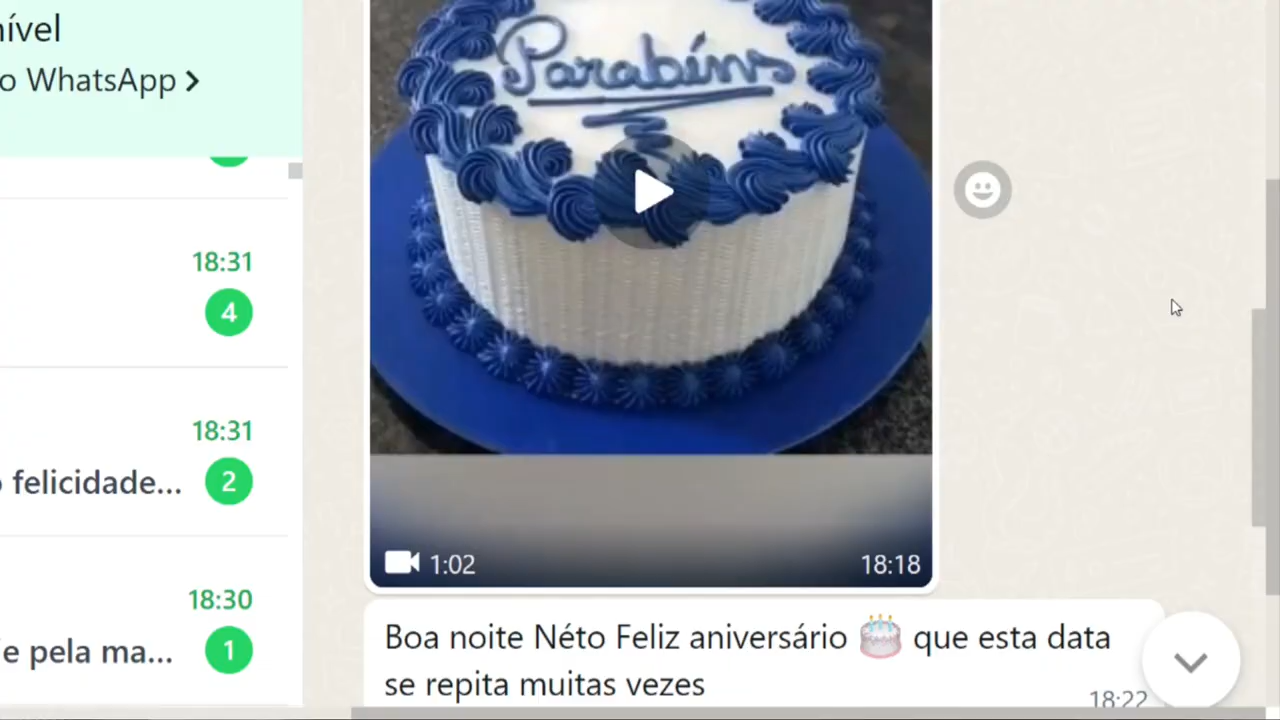 nível
o WhatsApp
18:31
4
18:31
felicidade...
2
18:30
e pela ma...
1
Parabéns
1:02
18:18
Boa noite Néto Feliz aniversário 🎂 que esta data
se repita muitas vezes
18:22